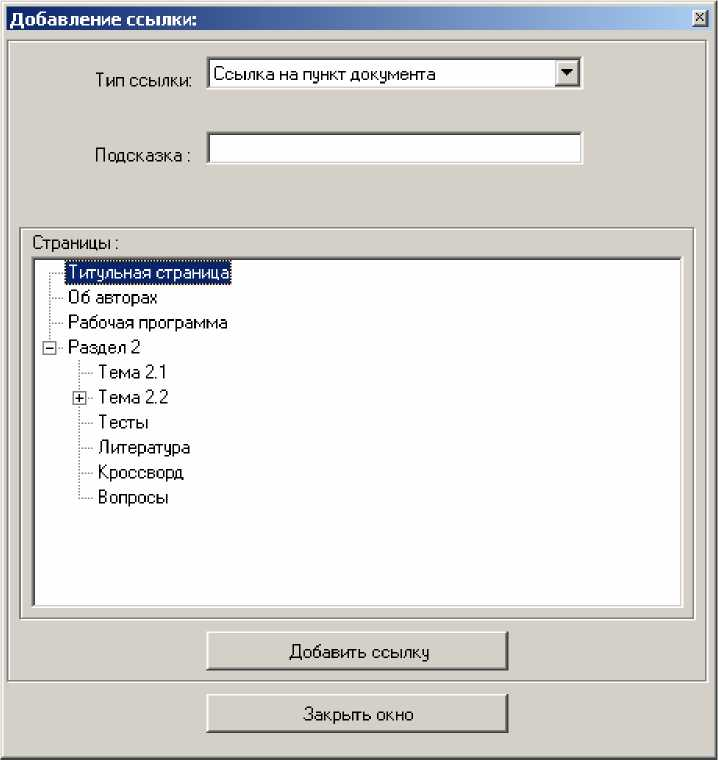 Добавление ссылки:
Тип ссылки: Ссылка на пункт документа
Подсказка :
Страницы :
Титульная страница
Об авторах
Рабочая программа
Раздел 2
Тема 2.1
Тема 2.2
Тесты
Литература
Кроссворд
Вопросы
Добавить ссылку
Закрыть окно